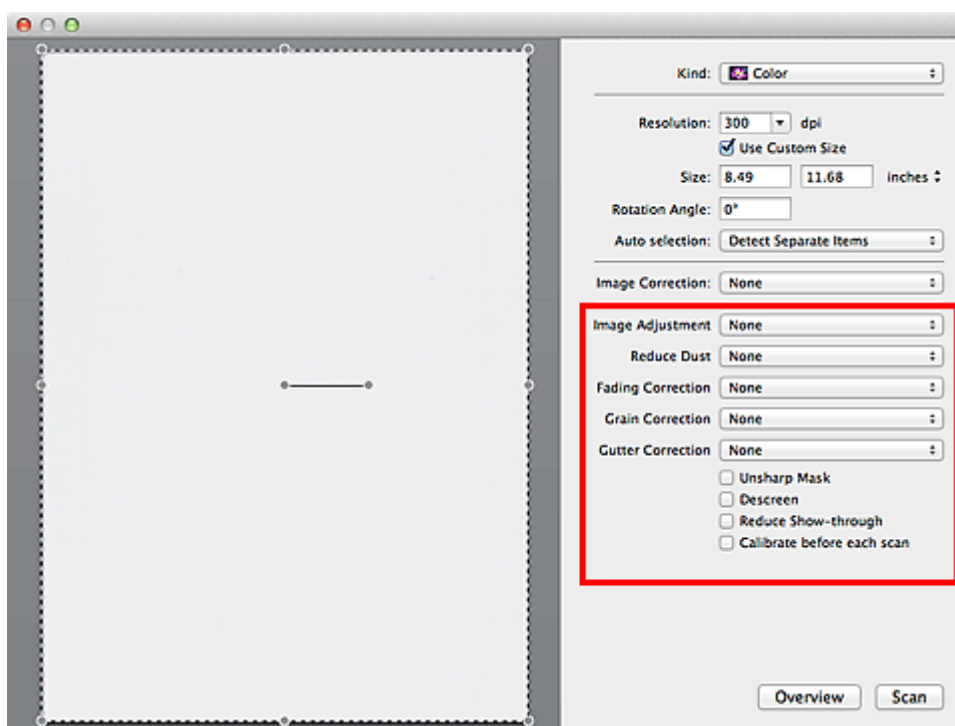 Kind: Color
Resolution: 300 dpi
Use Custom Size
Size: 8.49 11.68 inches
Rotation Angle: 0°
Auto selection: Detect Separate Items
Image Correction: None
Image Adjustment None
Reduce Dust None
Fading Correction None
Grain Correction None
Gutter Correction None
Unsharp Mask
Descreen
Reduce Show-through
Calibrate before each scan
Overview Scan